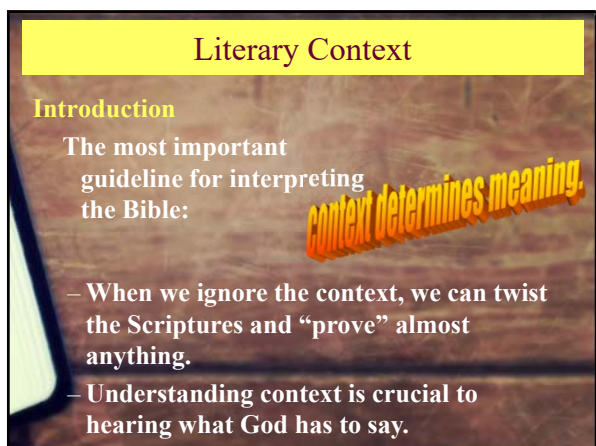 Literary Context
Introduction
The most important
guideline for interpreting
the Bible:
context determines meaning.
– When we ignore the context, we can twist
the Scriptures and “prove” almost
anything.
– Understanding context is crucial to
hearing what God has to say.